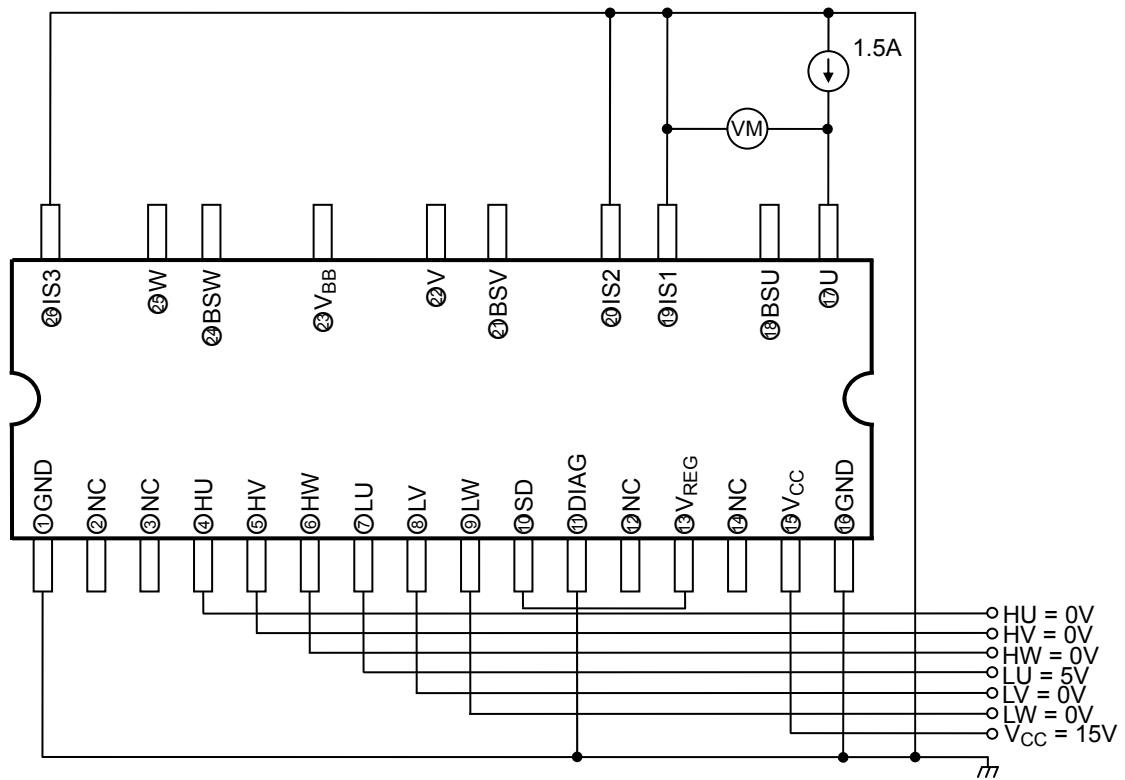 1.5A
VM
㉖IS3
㉕W
㉔BSW
㉓VBB
㉒V
㉑BSV
⑳IS2
⑲IS1
⑱BSU
⑰U
①GND
②NC
③NC
④HU
⑤HV
⑥HW
⑦LU
⑧LV
⑨LW
⑩SD
⑪DIAG
⑫NC
⑬VREG
⑭NC
⑮VCC
⑯GND
HU = 0V
HV = 0V
HW = 0V
LU = 5V
LV = 0V
LW = 0V
VCC = 15V